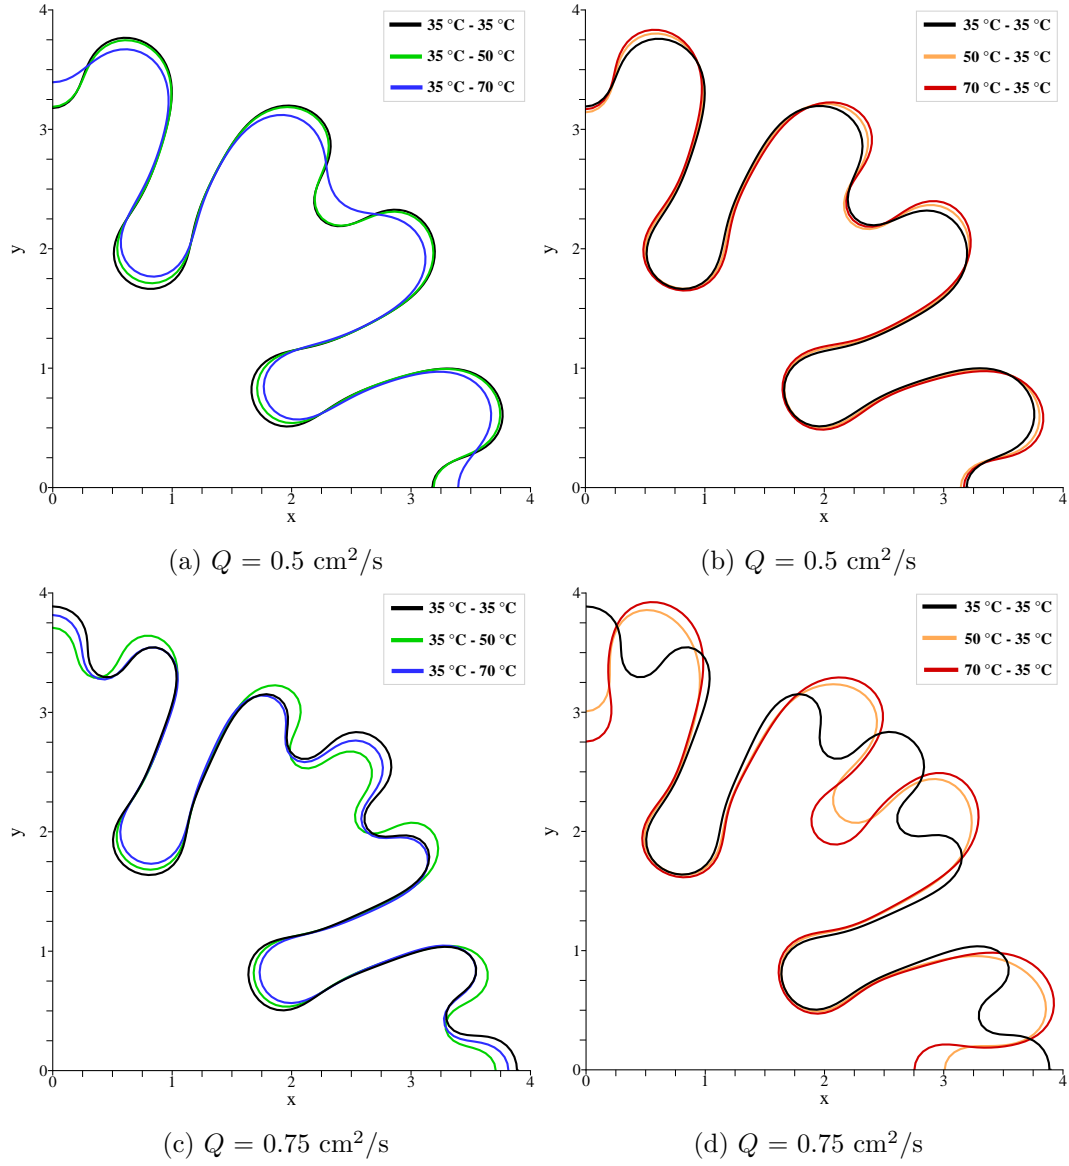 4
3
2
1
0
y
0
1
2
3
4
x
35 °C - 35 °C
35 °C - 50 °C
35 °C - 70 °C
(a) Q = 0.5 cm²/s
4
3
2
1
0
y
0
1
2
3
4
x
35 °C - 35 °C
50 °C - 35 °C
70 °C - 35 °C
(b) Q = 0.5 cm²/s
4
3
2
1
0
y
0
1
2
3
4
x
35 °C - 35 °C
35 °C - 50 °C
35 °C - 70 °C
(c) Q = 0.75 cm²/s
4
3
2
1
0
y
0
1
2
3
4
x
35 °C - 35 °C
50 °C - 35 °C
70 °C - 35 °C
(d) Q = 0.75 cm²/s